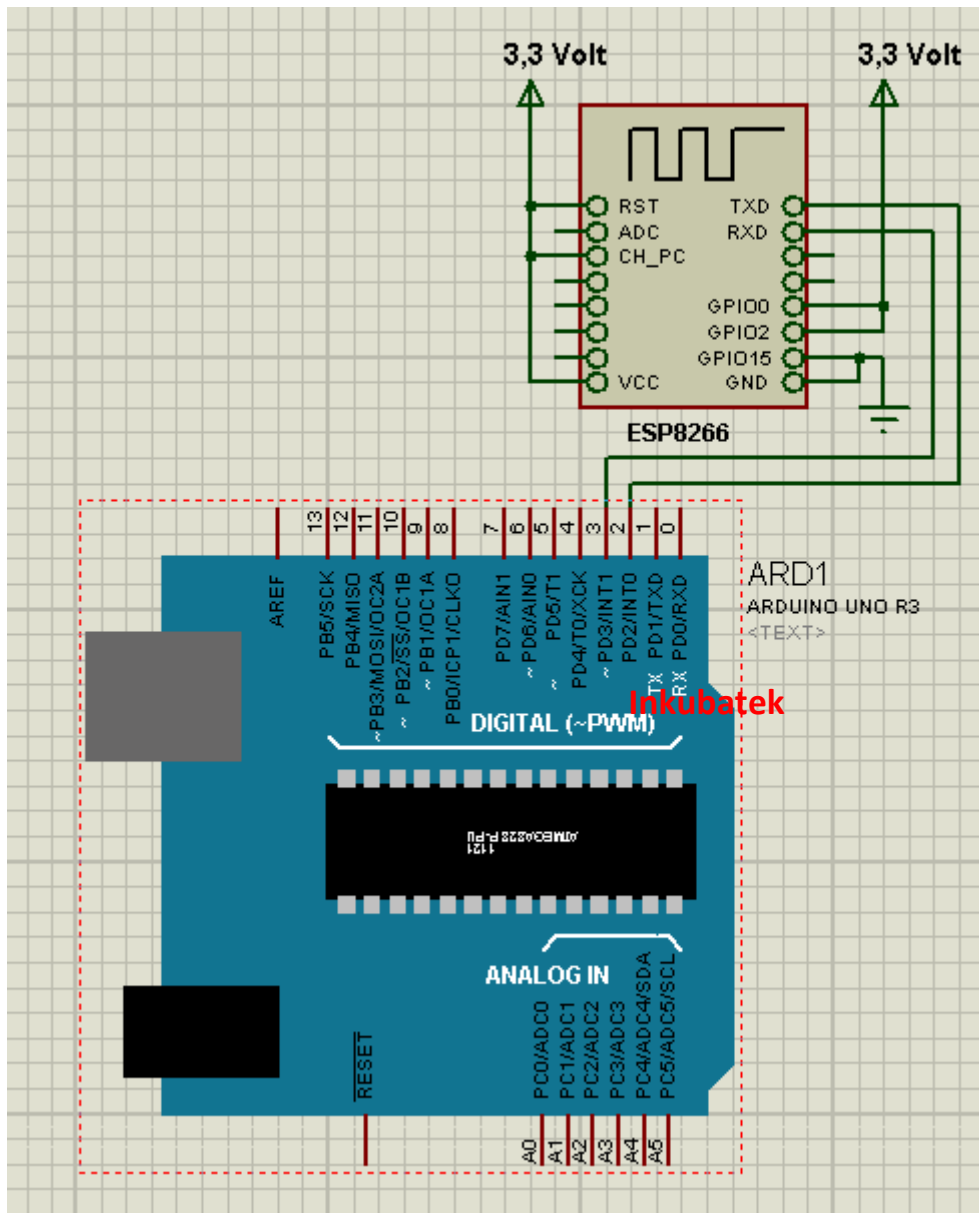 3,3 Volt
3,3 Volt
RST
TXD
ADC
RXD
CH_PC
GPIO0
GPIO2
GPIO15
VCC
GND
ESP8266
13
12
11
10
9
8
7
6
5
4
3
2
1
0
AREF
PB5/SCK
PB4/MISO
~PB3/MOSI/OC2A
~ PB2/SS/OC1B
~ PB1/OC1A
PB0/ICP1/CLKO
PD7/AIN1
~ PD6/AIN0
~ PD5/T1
PD4/T0/XCK
~ PD3/INT1
PD2/INT0
TX PD1/TXD
RX PD0/RXD
ARD1
ARDUINO UNO R3
<TEXT>
Inkubatek
DIGITAL (~PWM)
ATMEGA328P-PU
1121
ANALOG IN
RESET
PC0/ADC0
PC1/ADC1
PC2/ADC2
PC3/ADC3
PC4/ADC4/SDA
PC5/ADC5/SCL
A0
A1
A2
A3
A4
A5